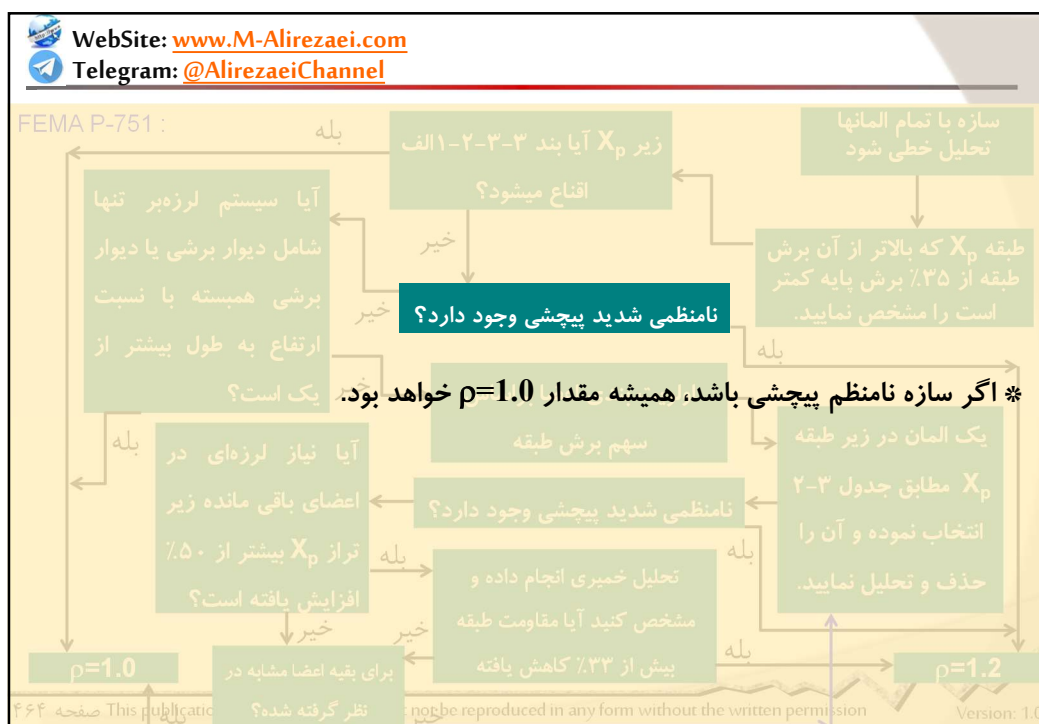 WebSite: www.M-Alirezaei.com
Telegram: @AlirezaeiChannel
FEMA P-751 :
سازه با تمام المانها
تحلیل خطی شود
طبقه Xp که بالاتر از آن برش
طبقه از ۳۵٪ برش پایه کمتر
است را مشخص نمایید.
زیر Xp آیا بند ۳-۳-۲-۱الف
اقناع میشود؟
بله
خیر
آیا سیستم لرزه‌بر تنها
شامل دیوار برشی یا دیوار
برشی همبسته با نسبت
ارتفاع به طول بیشتر از
یک است؟
خیر
نامنظمی شدید پیچشی وجود دارد؟
بله
خیر
* اگر سازه نامنظم پیچشی باشد، همیشه مقدار ρ=1.0 خواهد بود.
سهم برش طبقه
بله
یک المان در زیر طبقه
Xp مطابق جدول ۳-۲
انتخاب نموده و آن را
حذف و تحلیل نمایید.
نامنظمی شدید پیچشی وجود دارد؟
بله
آیا نیاز لرزه‌ای در
اعضای باقی مانده زیر
تراز Xp بیشتر از ۵۰٪
افزایش یافته است؟
بله
خیر
تحلیل خمیری انجام داده و
مشخص کنید آیا مقاومت طبقه
بیش از ۳۳٪ کاهش یافته
خیر
بله
ρ=1.0
برای بقیه اعضا مشابه در
نظر گرفته شده؟
ρ=1.2
بله
خیر
صفحه ۴۶۴
This publicatio not be reproduced in any form without the written permission
Version: 1.0